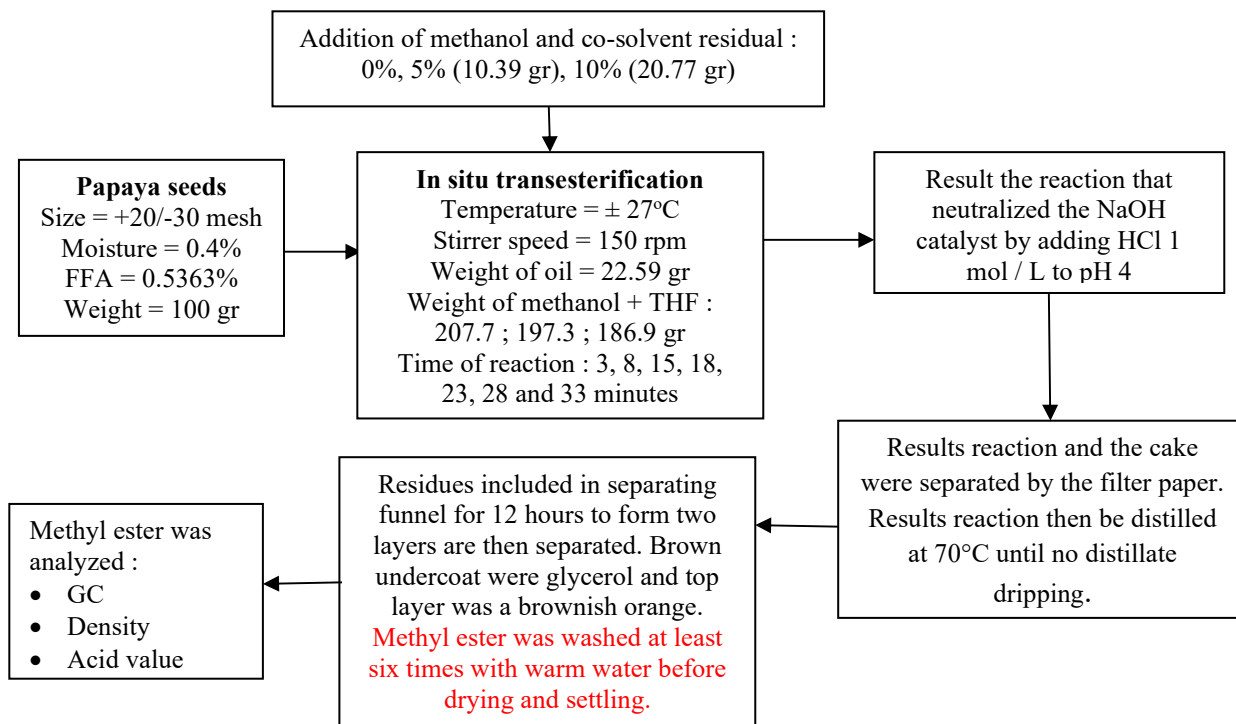 Addition of methanol and co-solvent residual :
0%, 5% (10.39 gr), 10% (20.77 gr)
Papaya seeds
Size = +20/-30 mesh
Moisture = 0.4%
FFA = 0.5363%
Weight = 100 gr
In situ transesterification
Temperature = ± 27°C
Stirrer speed = 150 rpm
Weight of oil = 22.59 gr
Weight of methanol + THF :
207.7 ; 197.3 ; 186.9 gr
Time of reaction : 3, 8, 15, 18,
23, 28 and 33 minutes
Result the reaction that
neutralized the NaOH
catalyst by adding HCl 1
mol / L to pH 4
Results reaction and the cake
were separated by the filter paper.
Results reaction then be distilled
at 70°C until no distillate
dripping.
Residues included in separating
funnel for 12 hours to form two
layers are then separated. Brown
undercoat were glycerol and top
layer was a brownish orange.
Methyl ester was washed at least
six times with warm water before
drying and settling.
Methyl ester was
analyzed :
• GC
• Density
• Acid value